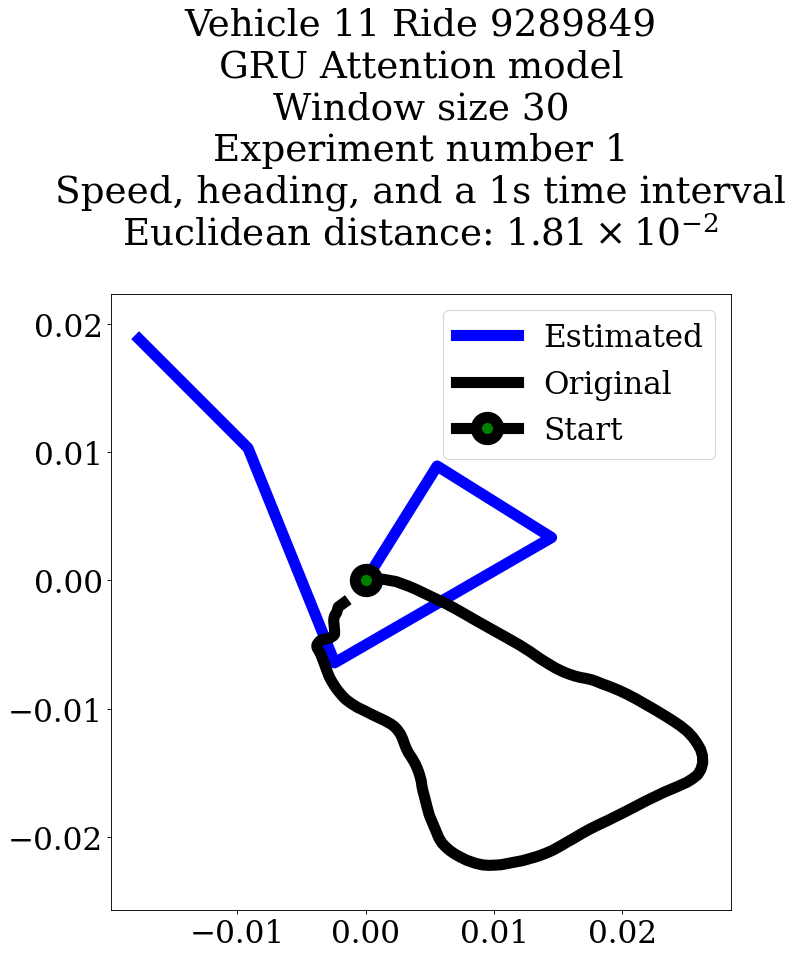 Vehicle 11 Ride 9289849
GRU Attention model
Window size 30
Experiment number 1
Speed, heading, and a 1s time interval
Euclidean distance: 1.81 × 10⁻²
Estimated
Original
Start
0.02
0.01
0.00
−0.01
−0.02
−0.01 0.00 0.01 0.02